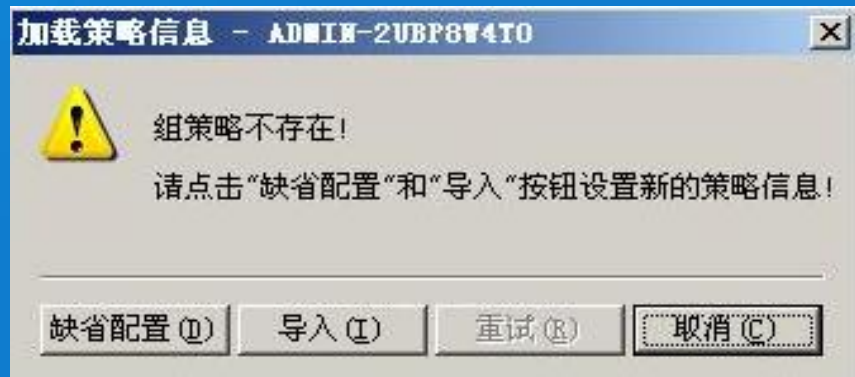 加载策略信息 - ADMIN-2UBP8W4TO
组策略不存在!
请点击"缺省配置"和"导入"按钮设置新的策略信息!
缺省配置(D) 导入(I) 重试(R) 取消(C)